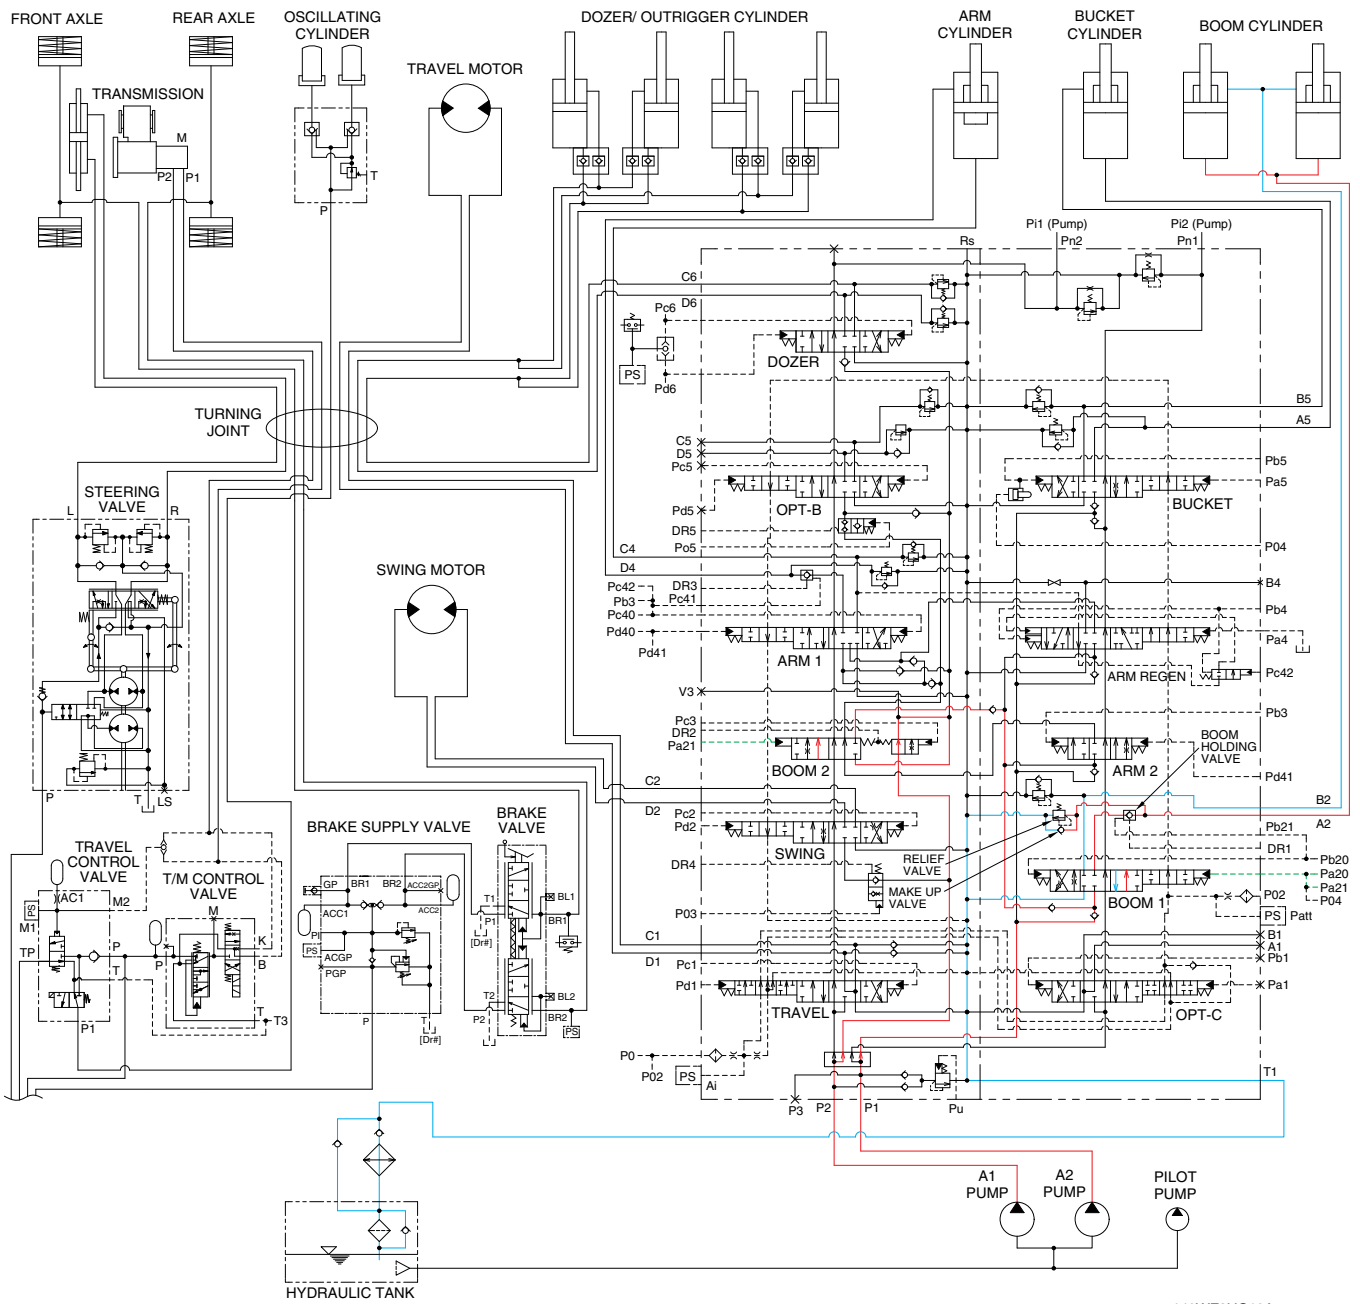 FRONT AXLE
REAR AXLE
OSCILLATING
CYLINDER
DOZER/ OUTRIGGER CYLINDER
ARM
CYLINDER
BUCKET
CYLINDER
BOOM CYLINDER
TRAVEL MOTOR
TRANSMISSION
M
P2
P1
T
P
Pi1 (Pump)
Pn2
Pi2 (Pump)
Pn1
Rs
C6
D6
Pc6
PS
Pd6
DOZER
TURNING
JOINT
B5
A5
C5
D5
Pc5
Pb5
Pa5
STEERING
VALVE
L
R
Pd5
OPT-B
BUCKET
DR5
Po5
P04
C4
D4
SWING MOTOR
Pc42
Pb3
Pc40
DR3
Pc41
B4
Pb4
Pd40
Pd41
ARM 1
Pa4
ARM REGEN
Pc42
V3
Pc3
DR2
Pa21
Pb3
BOOM
HOLDING
VALVE
BOOM 2
ARM 2
Pd41
P
T
LS
C2
D2
B2
A2
Pc2
Pd2
Pb21
DR1
SWING
RELIEF
VALVE
MAKE UP
VALVE
BRAKE SUPPLY VALVE
BRAKE
VALVE
TRAVEL
CONTROL
VALVE
T/M CONTROL
VALVE
DR4
Pb20
Pa20
Pa21
P04
BOOM 1
P02
PS
Patt
P03
GP
BR1
BR2
ACC2GP
ACC1
ACC2
T1
P1
BL1
BR1
[Dr#]
PI
PS
ACGP
PGP
AC1
M2
PS
M1
TP
P
T
P
M
K
B
T
T3
P1
C1
D1
Pc1
Pd1
B1
A1
Pb1
Pa1
TRAVEL
OPT-C
T2
P2
BL2
BR2
PS
P
T
[Dr#]
P0
P02
PS
Ai
P3
P2
P1
Pu
T1
A1
PUMP
A2
PUMP
PILOT
PUMP
HYDRAULIC TANK